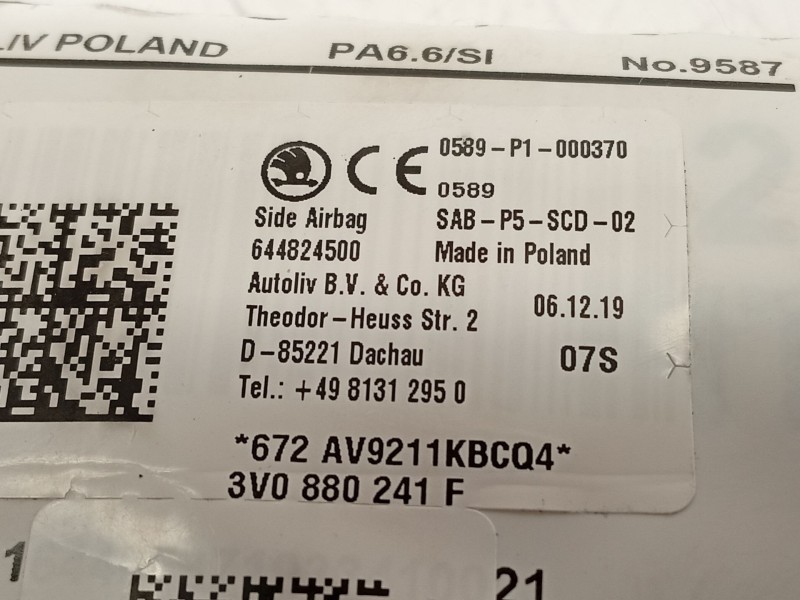 LIV POLAND PA6.6/SI No.9587
0589-P1-000370
CE 0589
Side Airbag SAB-P5-SCD-02
644824500 Made in Poland
Autoliv B.V. & Co. KG 06.12.19
Theodor-Heuss Str. 2
D-85221 Dachau 07S
Tel.: +49 8131 295 0
*672 AV9211KBCQ4*
3V0 880 241 F
1 21